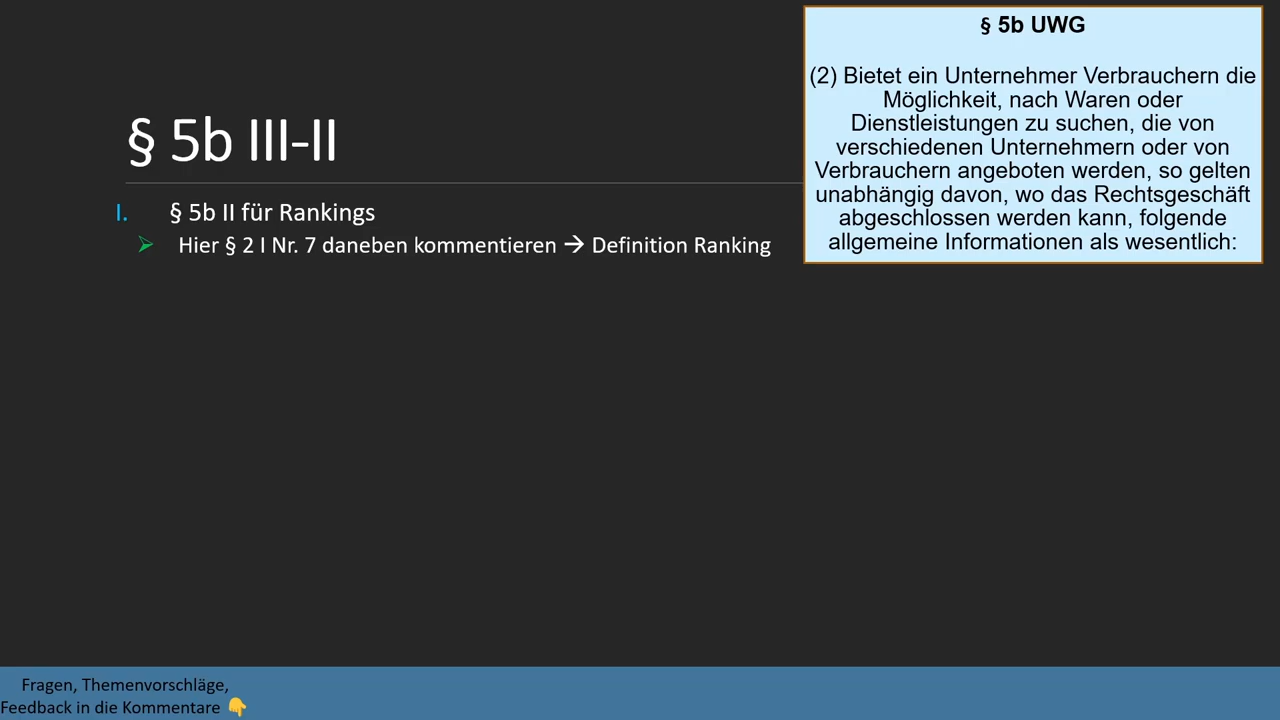 § 5b III-II
I. § 5b II für Rankings
➢ Hier § 2 I Nr. 7 daneben kommentieren → Definition Ranking
§ 5b UWG
(2) Bietet ein Unternehmer Verbrauchern die
Möglichkeit, nach Waren oder
Dienstleistungen zu suchen, die von
verschiedenen Unternehmern oder von
Verbrauchern angeboten werden, so gelten
unabhängig davon, wo das Rechtsgeschäft
abgeschlossen werden kann, folgende
allgemeine Informationen als wesentlich:
Fragen, Themenvorschläge,
Feedback in die Kommentare 👇